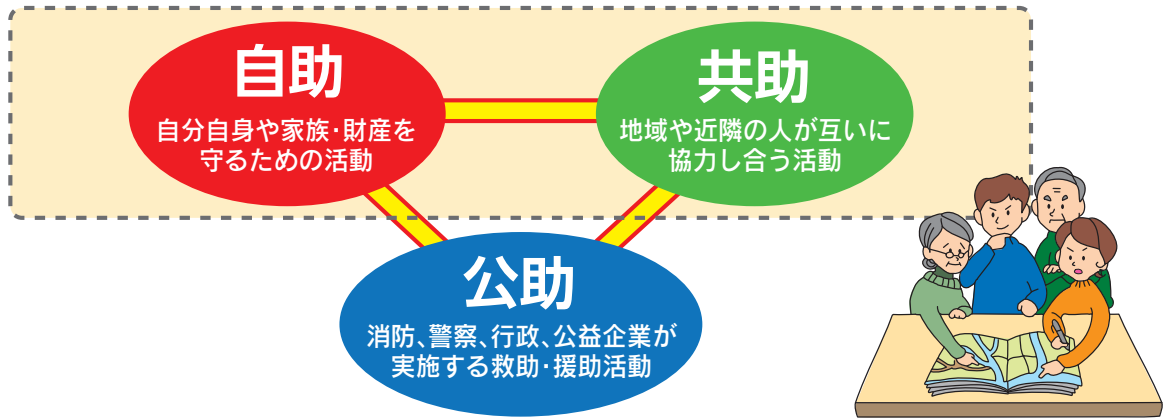 自助
自分自身や家族・財産を
守るための活動
共助
地域や近隣の人が互いに
協力し合う活動
公助
消防、警察、行政、公益企業が
実施する救助・援助活動